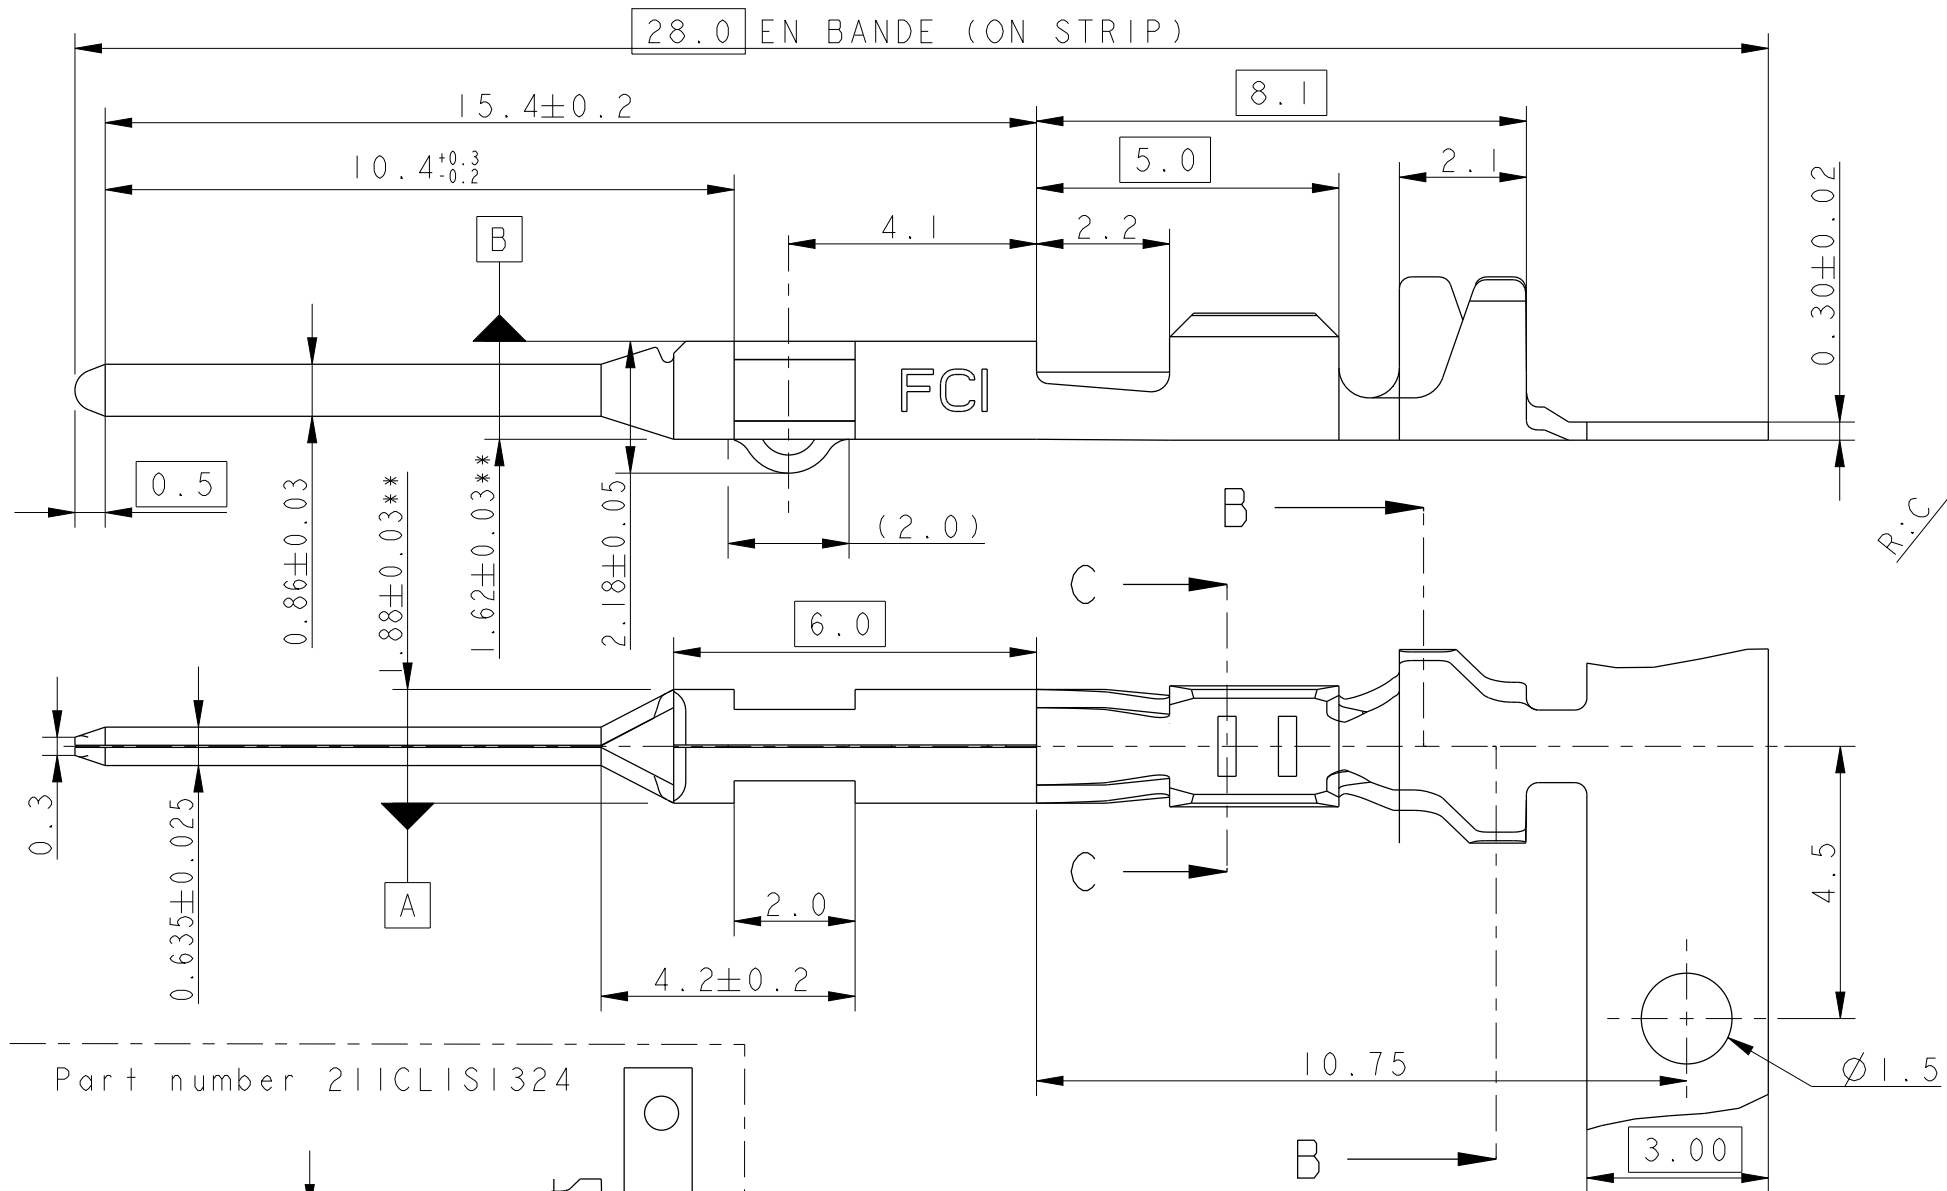 28.0 EN BANDE (ON STRIP)
15.4±0.2
8.1
10.4 +0.3 -0.2
5.0
2.1
B
4.1
2.2
0.30±0.02
FCI
0.5
0.86±0.03
1.88±0.03**
1.62±0.03**
2.18±0.05
(2.0)
B
R:C
C
6.0
0.3
0.635±0.025
A
C
2.0
4.2±0.2
4.5
10.75
Ø1.5
Part number 211CL1S1324
B
3.00